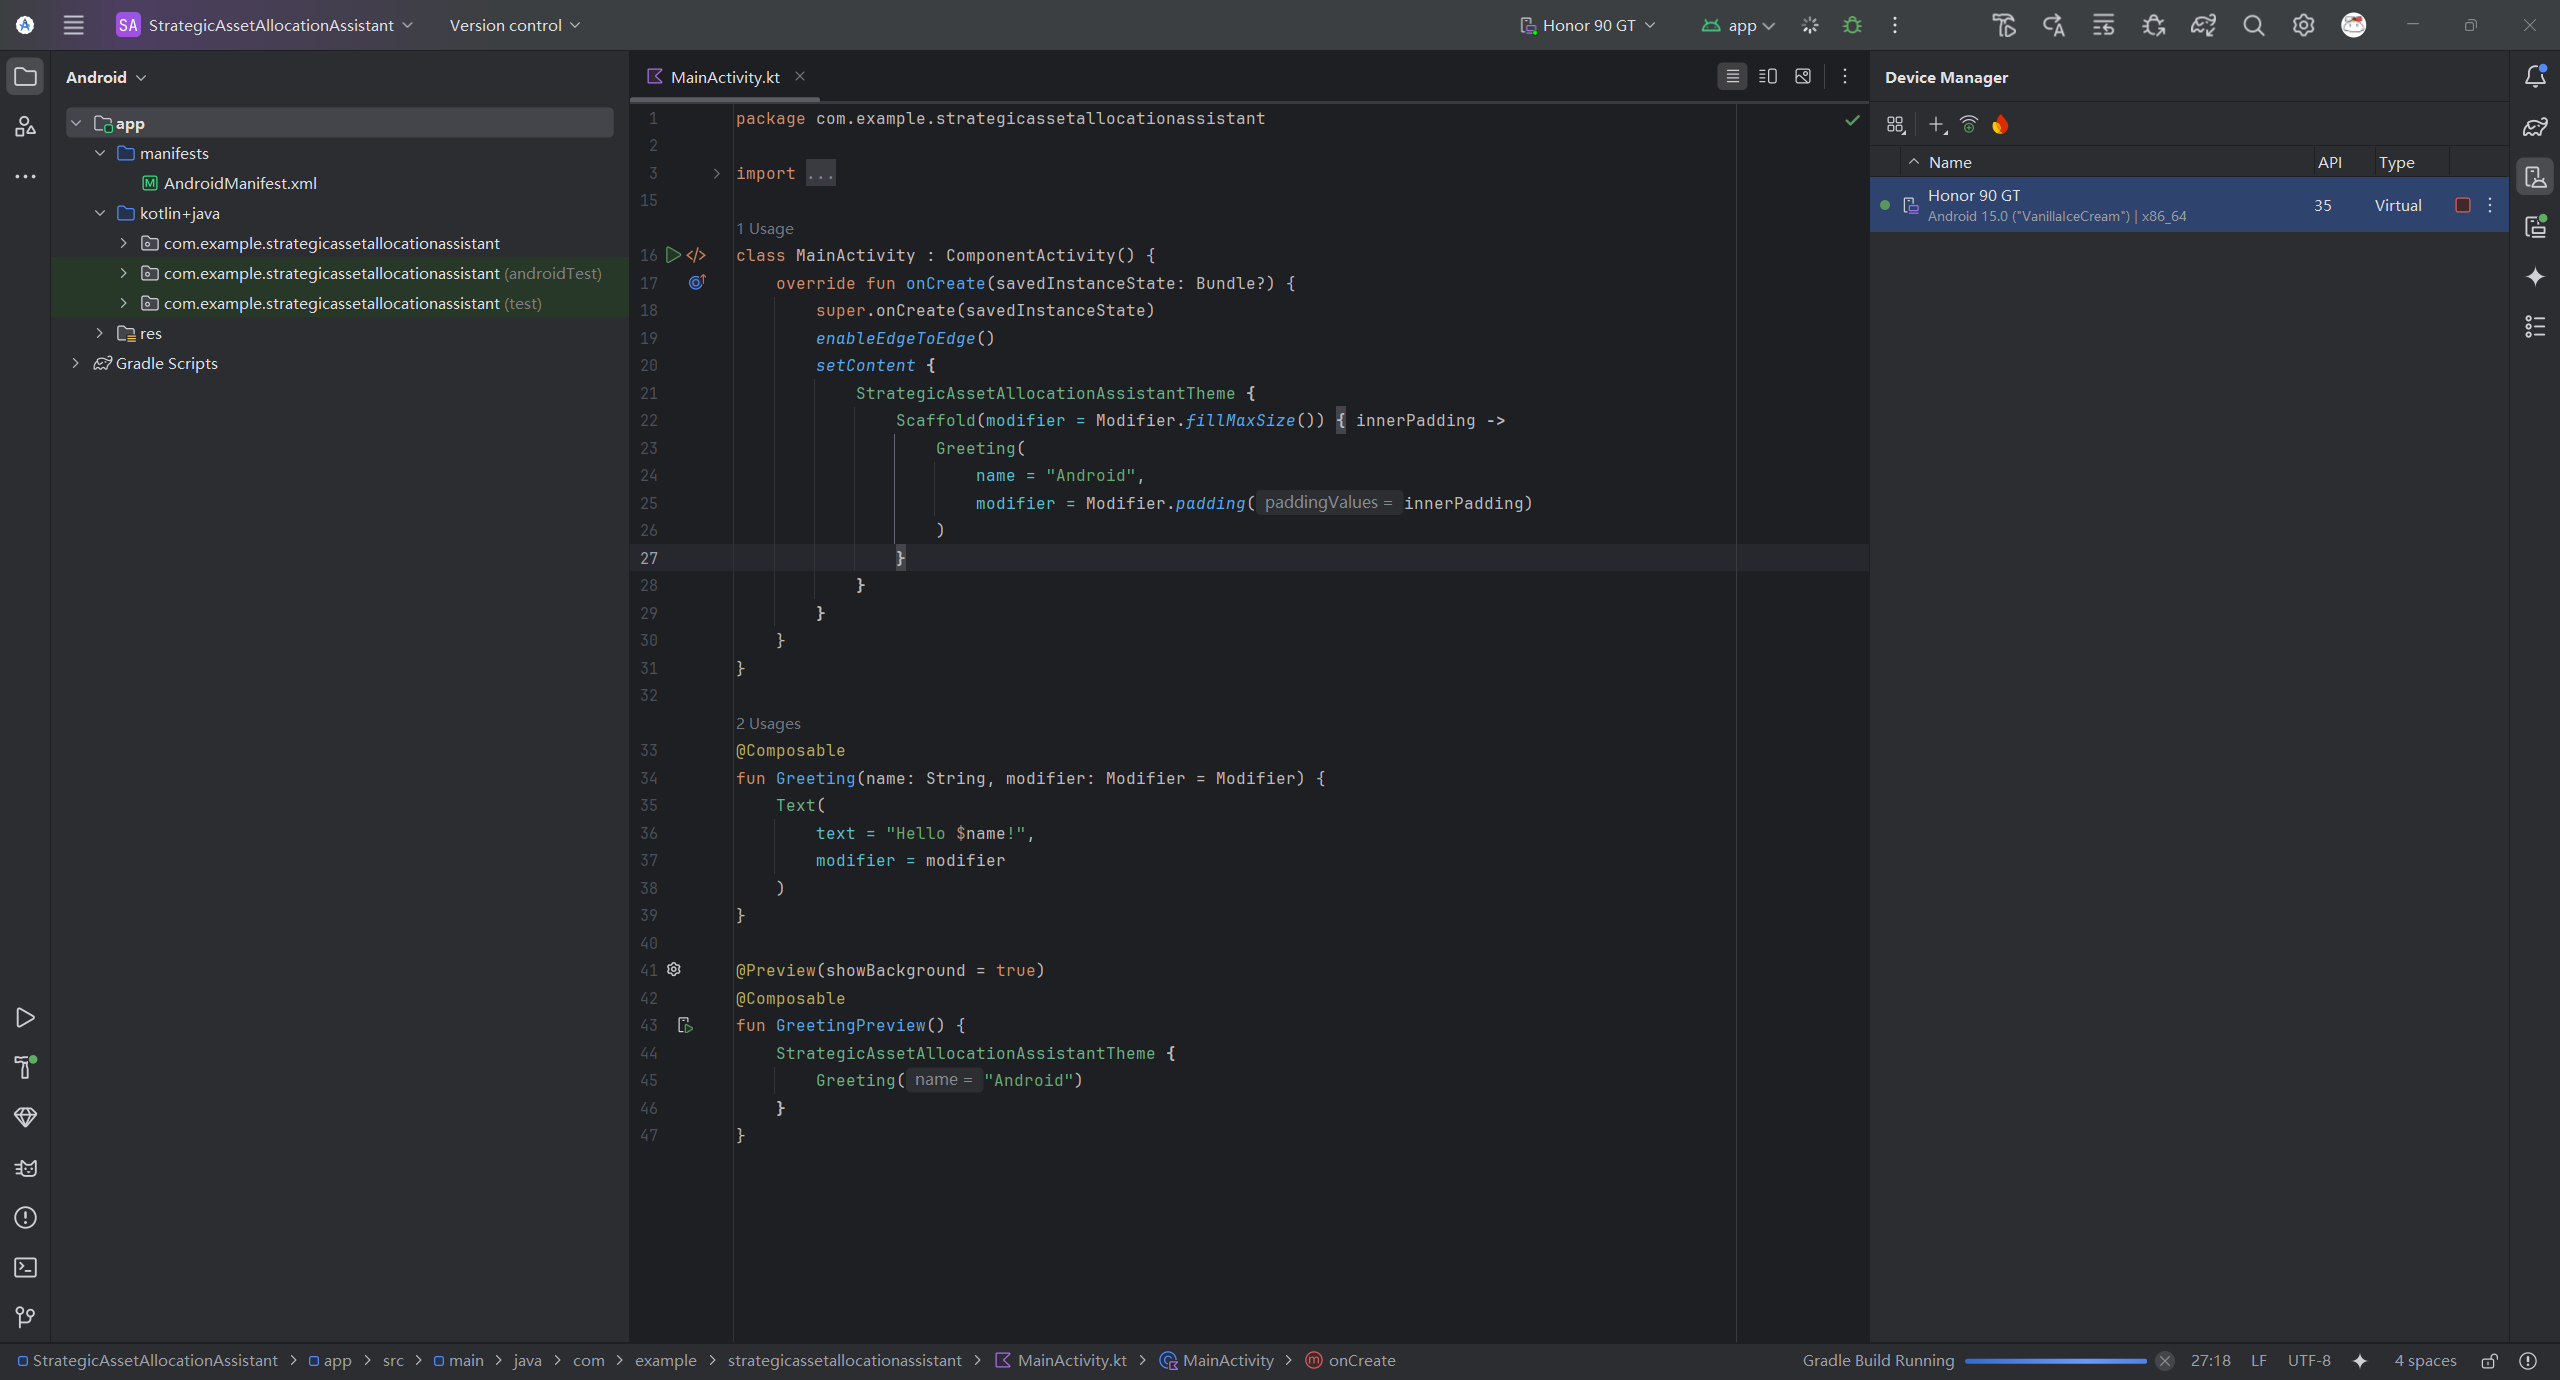 SA StrategicAssetAllocationAssistant Version control Honor 90 GT app
Android
app
manifests
AndroidManifest.xml
kotlin+java
com.example.strategicassetallocationassistant
com.example.strategicassetallocationassistant (androidTest)
com.example.strategicassetallocationassistant (test)
res
Gradle Scripts
MainActivity.kt
1 package com.example.strategicassetallocationassistant
2
3 import ...
15
1 Usage
16 class MainActivity : ComponentActivity() {
17 override fun onCreate(savedInstanceState: Bundle?) {
18 super.onCreate(savedInstanceState)
19 enableEdgeToEdge()
20 setContent {
21 StrategicAssetAllocationAssistantTheme {
22 Scaffold(modifier = Modifier.fillMaxSize()) { innerPadding ->
23 Greeting(
24 name = "Android",
25 modifier = Modifier.padding( paddingValues = innerPadding)
26 )
27 }
28 }
29 }
30 }
31 }
32
2 Usages
33 @Composable
34 fun Greeting(name: String, modifier: Modifier = Modifier) {
35 Text(
36 text = "Hello $name!",
37 modifier = modifier
38 )
39 }
40
41 @Preview(showBackground = true)
42 @Composable
43 fun GreetingPreview() {
44 StrategicAssetAllocationAssistantTheme {
45 Greeting( name = "Android")
46 }
47 }
Device Manager
Name API Type
Honor 90 GT
Android 15.0 ("VanillaIceCream") | x86_64
35 Virtual
StrategicAssetAllocationAssistant > app > src > main > java > com > example > strategicassetallocationassistant > MainActivity.kt > MainActivity > onCreate
Gradle Build Running 27:18 LF UTF-8 4 spaces